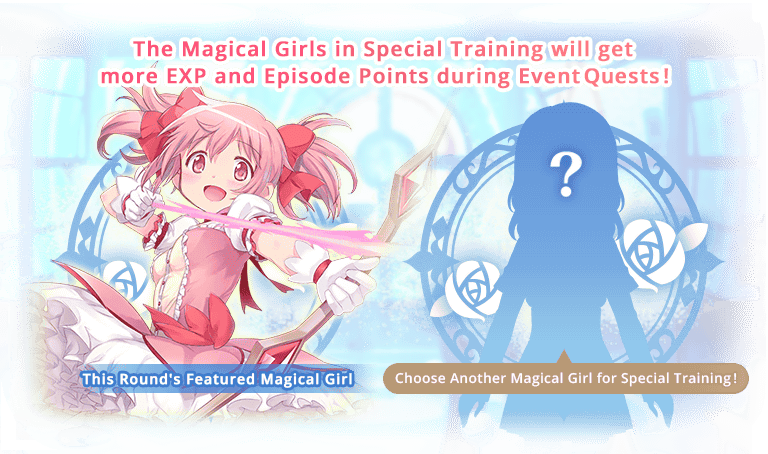 The Magical Girls in Special Training will get
more EXP and Episode Points during Event Quests!
?
This Round's Featured Magical Girl
Choose Another Magical Girl for Special Training!